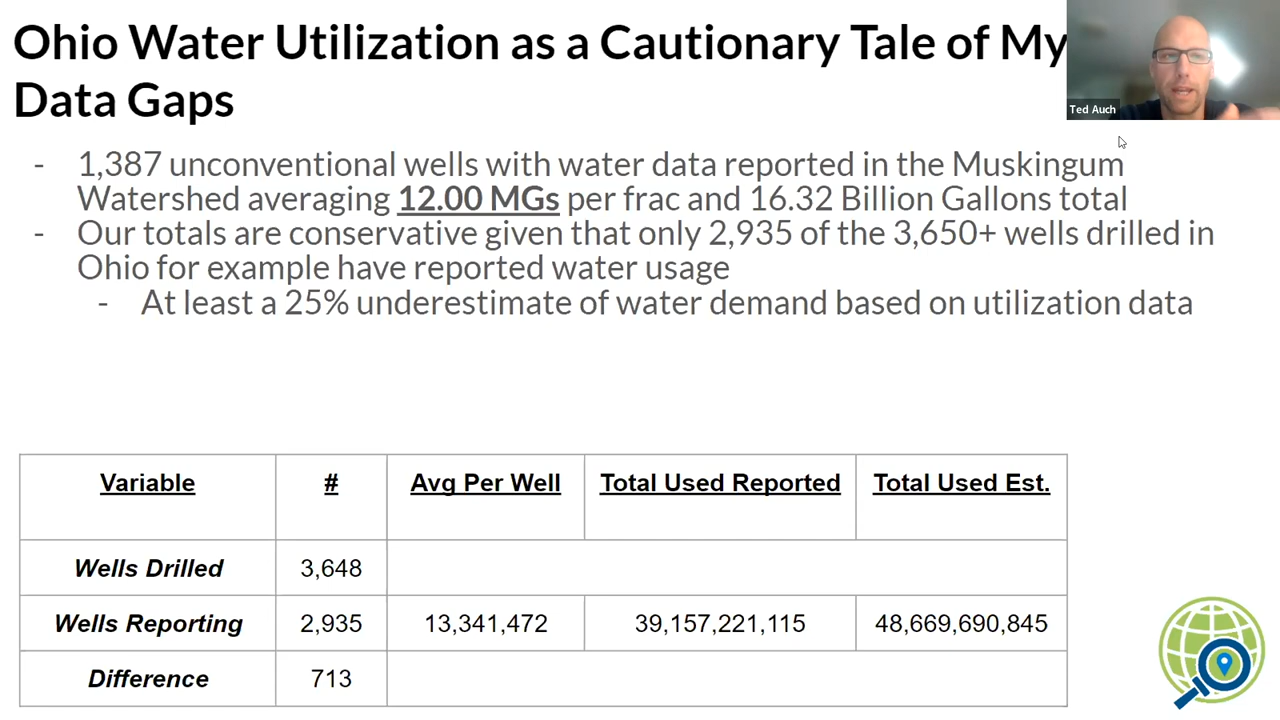 Ohio Water Utilization as a Cautionary Tale of My
Data Gaps
Ted Auch
- 1,387 unconventional wells with water data reported in the Muskingum
Watershed averaging 12.00 MGs per frac and 16.32 Billion Gallons total
- Our totals are conservative given that only 2,935 of the 3,650+ wells drilled in
Ohio for example have reported water usage
- At least a 25% underestimate of water demand based on utilization data
Variable # Avg Per Well Total Used Reported Total Used Est.
Wells Drilled 3,648
Wells Reporting 2,935 13,341,472 39,157,221,115 48,669,690,845
Difference 713